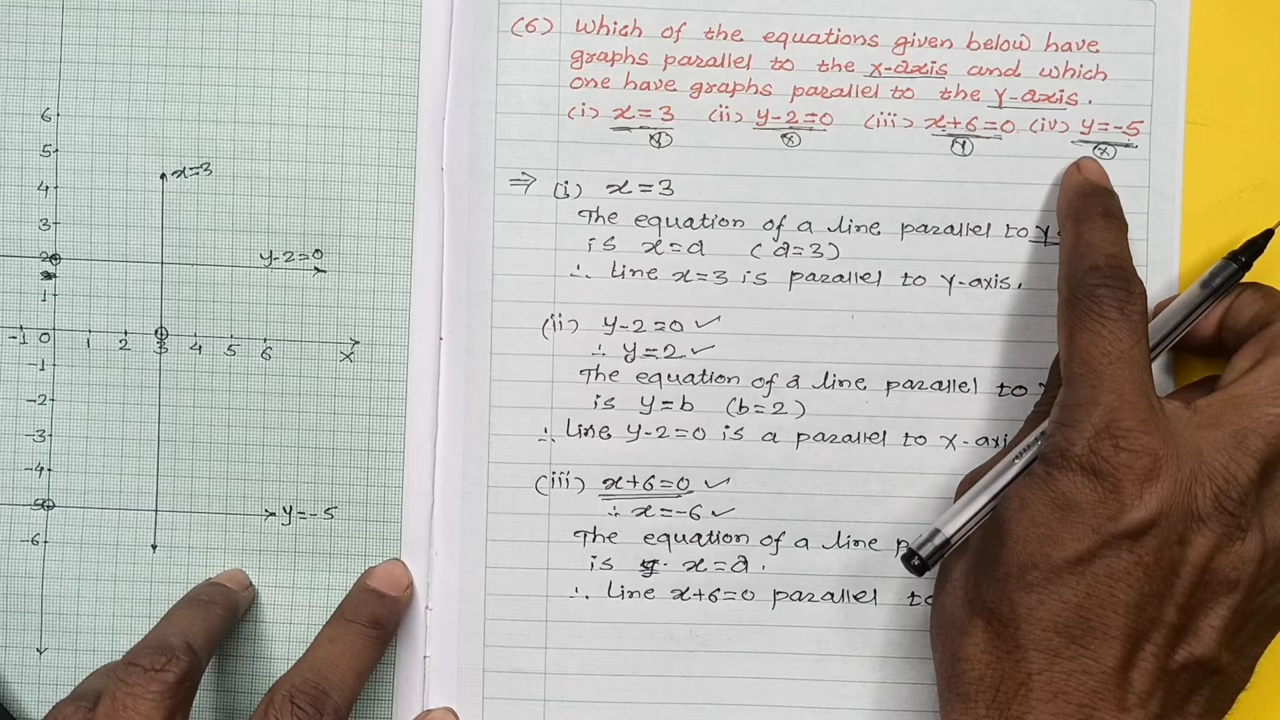 (6) Which of the equations given below have
graphs parallel to the x-axis and which
one have graphs parallel to the Y-axis.
(i) x=3 (ii) y-2=0 (iii) x+6=0 (iv) y=-5
Y X Y X
⇒ (i) x=3
The equation of a line parallel to Y
is x=a (a=3)
∴ Line x=3 is parallel to Y-axis.
(ii) y-2=0 ✓
∴ y=2 ✓
The equation of a line parallel to
is y=b (b=2)
∴ Line y-2=0 is a parallel to X-axi
(iii) x+6=0 ✓
∴ x=-6 ✓
The equation of a line p
is x=a.
∴ Line x+6=0 parallel to
6
5
x=3
4
3
y-2=0
2
1
-1 0 1 2 3 4 5 6 X
-1
-2
-3
-4
-5
y=-5
-6